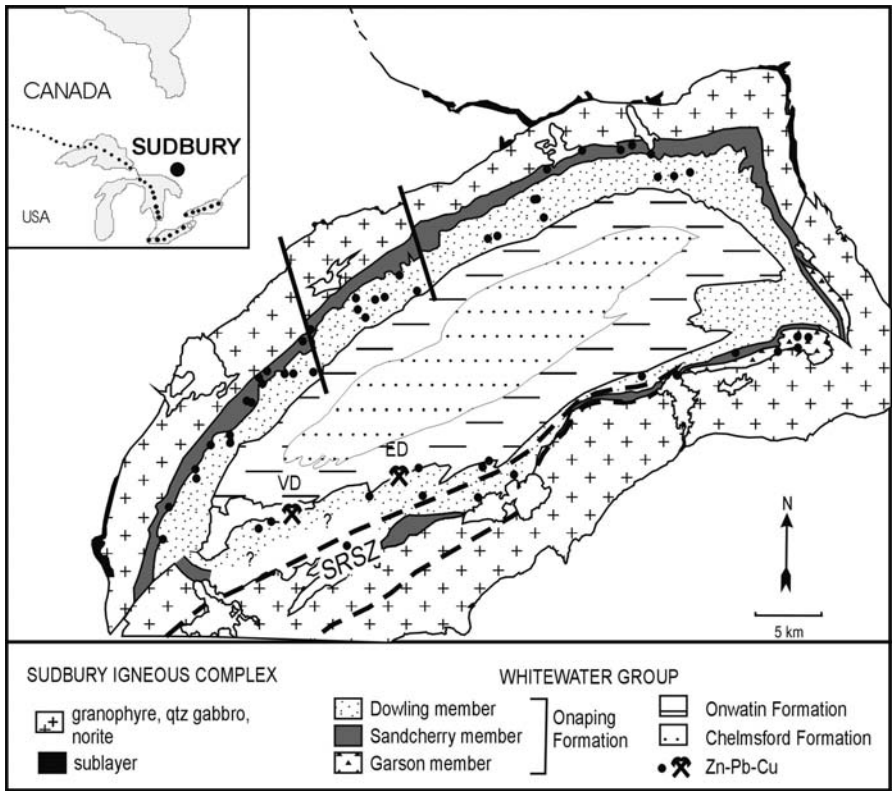 CANADA
SUDBURY
USA
ED
VD
?
?
SRSZ
N
5 km
SUDBURY IGNEOUS COMPLEX
granophyre, qtz gabbro,
norite
sublayer
WHITEWATER GROUP
Dowling member
Sandcherry member
Garson member
Onaping
Formation
Onwatin Formation
Chelmsford Formation
Zn-Pb-Cu